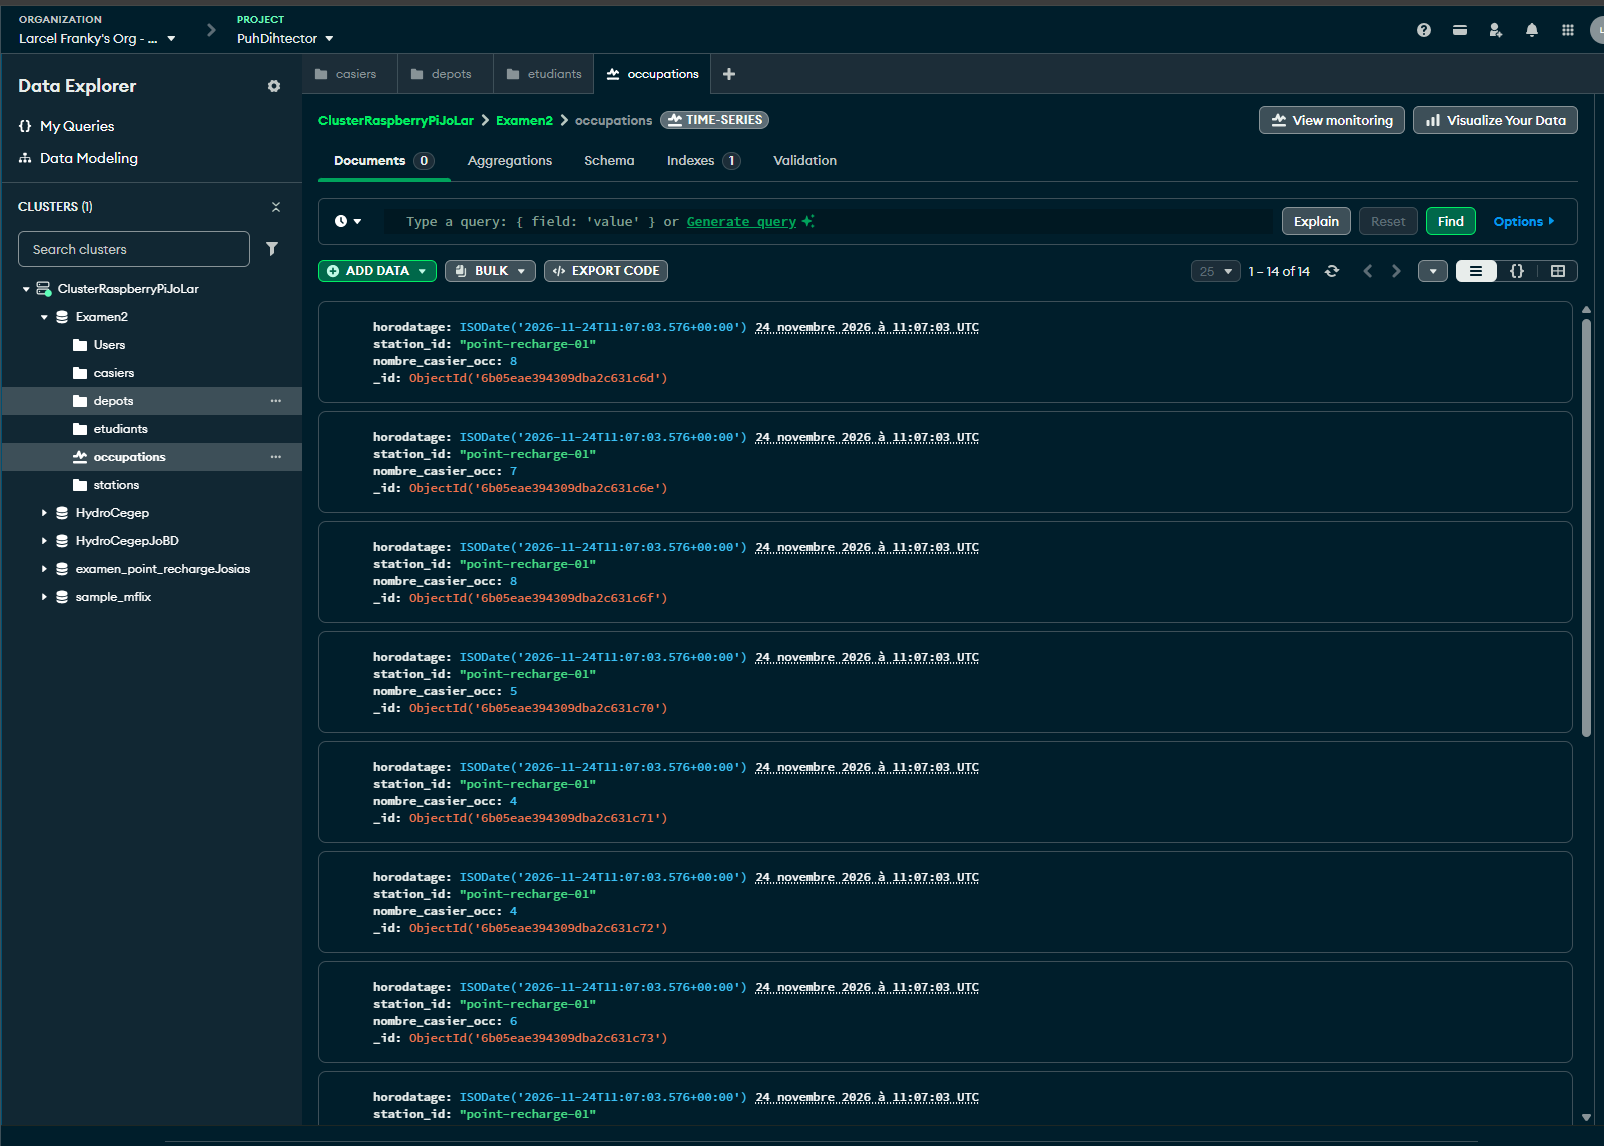 ORGANIZATION
Larcel Franky's Org - ...
PROJECT
PuhDihtector
Data Explorer
My Queries
Data Modeling
CLUSTERS (1)
Search clusters
ClusterRaspberryPiJoLar
Examen2
Users
casiers
depots
etudiants
occupations
stations
HydroCegep
HydroCegepJoBD
examen_point_rechargeJosias
sample_mflix
casiers
depots
etudiants
occupations
ClusterRaspberryPiJoLar > Examen2 > occupations TIME-SERIES
View monitoring
Visualize Your Data
Documents 0
Aggregations
Schema
Indexes 1
Validation
Type a query: { field: 'value' } or Generate query
Explain
Reset
Find
Options
ADD DATA
BULK
EXPORT CODE
25
1 – 14 of 14
horodatage: ISODate('2026-11-24T11:07:03.576+00:00') 24 novembre 2026 à 11:07:03 UTC
station_id: "point-recharge-01"
nombre_casier_occ: 8
_id: ObjectId('6b05eae394309dba2c631c6d')
horodatage: ISODate('2026-11-24T11:07:03.576+00:00') 24 novembre 2026 à 11:07:03 UTC
station_id: "point-recharge-01"
nombre_casier_occ: 7
_id: ObjectId('6b05eae394309dba2c631c6e')
horodatage: ISODate('2026-11-24T11:07:03.576+00:00') 24 novembre 2026 à 11:07:03 UTC
station_id: "point-recharge-01"
nombre_casier_occ: 8
_id: ObjectId('6b05eae394309dba2c631c6f')
horodatage: ISODate('2026-11-24T11:07:03.576+00:00') 24 novembre 2026 à 11:07:03 UTC
station_id: "point-recharge-01"
nombre_casier_occ: 5
_id: ObjectId('6b05eae394309dba2c631c70')
horodatage: ISODate('2026-11-24T11:07:03.576+00:00') 24 novembre 2026 à 11:07:03 UTC
station_id: "point-recharge-01"
nombre_casier_occ: 4
_id: ObjectId('6b05eae394309dba2c631c71')
horodatage: ISODate('2026-11-24T11:07:03.576+00:00') 24 novembre 2026 à 11:07:03 UTC
station_id: "point-recharge-01"
nombre_casier_occ: 4
_id: ObjectId('6b05eae394309dba2c631c72')
horodatage: ISODate('2026-11-24T11:07:03.576+00:00') 24 novembre 2026 à 11:07:03 UTC
station_id: "point-recharge-01"
nombre_casier_occ: 6
_id: ObjectId('6b05eae394309dba2c631c73')
horodatage: ISODate('2026-11-24T11:07:03.576+00:00') 24 novembre 2026 à 11:07:03 UTC
station_id: "point-recharge-01"